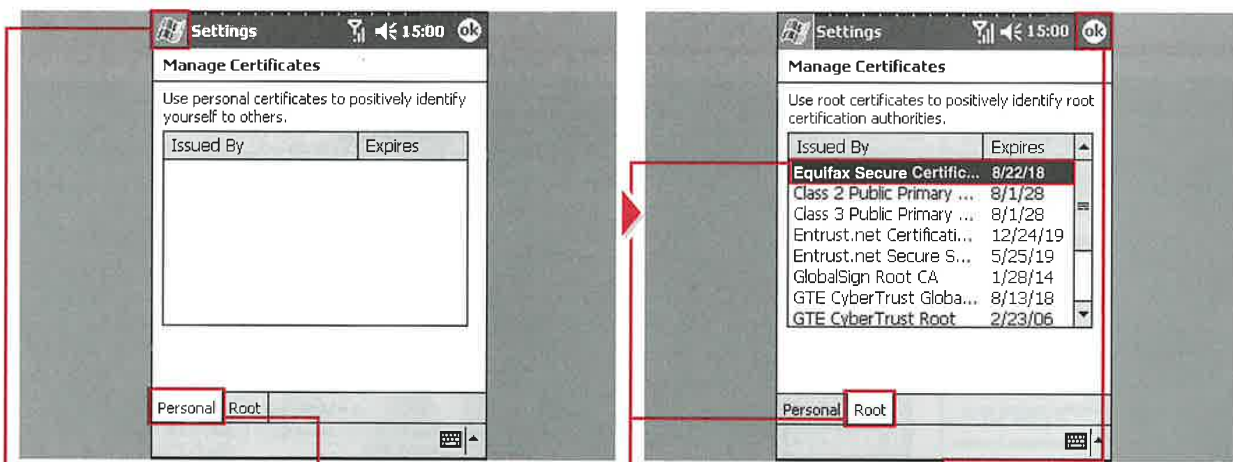 Settings 15:00 ok
Manage Certificates
Use personal certificates to positively identify
yourself to others.
Issued By Expires
Personal Root
Settings 15:00 ok
Manage Certificates
Use root certificates to positively identify root
certification authorities.
Issued By Expires
Equifax Secure Certific... 8/22/18
Class 2 Public Primary ... 8/1/28
Class 3 Public Primary ... 8/1/28
Entrust.net Certificati... 12/24/19
Entrust.net Secure S... 5/25/19
GlobalSign Root CA 1/28/14
GTE CyberTrust Globa... 8/13/18
GTE CyberTrust Root 2/23/06
Personal Root